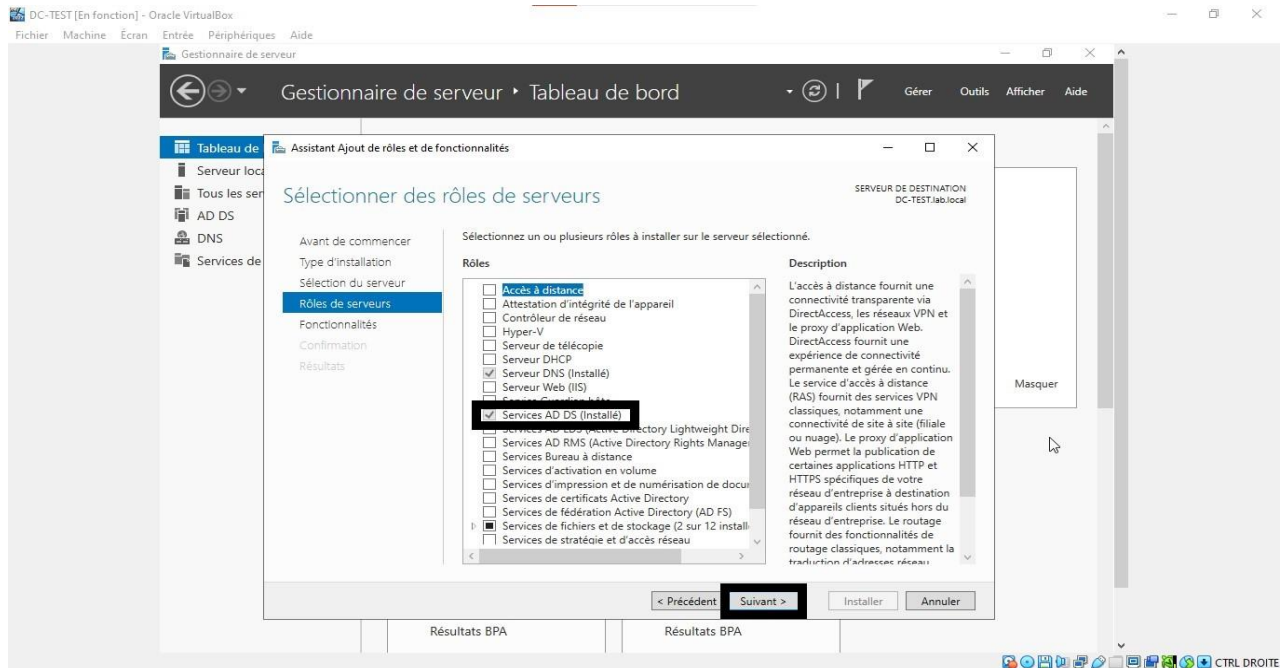 DC-TEST [En fonction] - Oracle VirtualBox
Fichier Machine Écran Entrée Périphériques Aide
Gestionnaire de serveur
Gestionnaire de serveur ‣ Tableau de bord
Gérer Outils Afficher Aide
Tableau de
Serveur loca
Tous les ser
AD DS
DNS
Services de
Assistant Ajout de rôles et de fonctionnalités
Sélectionner des rôles de serveurs
SERVEUR DE DESTINATION
DC-TEST.lab.local
Avant de commencer
Type d'installation
Sélection du serveur
Rôles de serveurs
Fonctionnalités
Confirmation
Résultats
Sélectionnez un ou plusieurs rôles à installer sur le serveur sélectionné.
Rôles
Accès à distance
Attestation d'intégrité de l'appareil
Contrôleur de réseau
Hyper-V
Serveur de télécopie
Serveur DHCP
Serveur DNS (Installé)
Serveur Web (IIS)
Service Guardian hôte
Services AD DS (Installé)
Services AD LDS (Active Directory Lightweight Dire
Services AD RMS (Active Directory Rights Manage
Services Bureau à distance
Services d'activation en volume
Services d'impression et de numérisation de docu
Services de certificats Active Directory
Services de fédération Active Directory (AD FS)
Services de fichiers et de stockage (2 sur 12 install
Services de stratégie et d'accès réseau
Description
L'accès à distance fournit une
connectivité transparente via
DirectAccess, les réseaux VPN et
le proxy d'application Web.
DirectAccess fournit une
expérience de connectivité
permanente et gérée en continu.
Le service d'accès à distance
(RAS) fournit des services VPN
classiques, notamment une
connectivité de site à site (filiale
ou nuage). Le proxy d'application
Web permet la publication de
certaines applications HTTP et
HTTPS spécifiques de votre
réseau d'entreprise à destination
d'appareils clients situés hors du
réseau d'entreprise. Le routage
fournit des fonctionnalités de
routage classiques, notamment la
traduction d'adresses réseau
Masquer
< Précédent Suivant > Installer Annuler
Résultats BPA Résultats BPA
CTRL DROITE